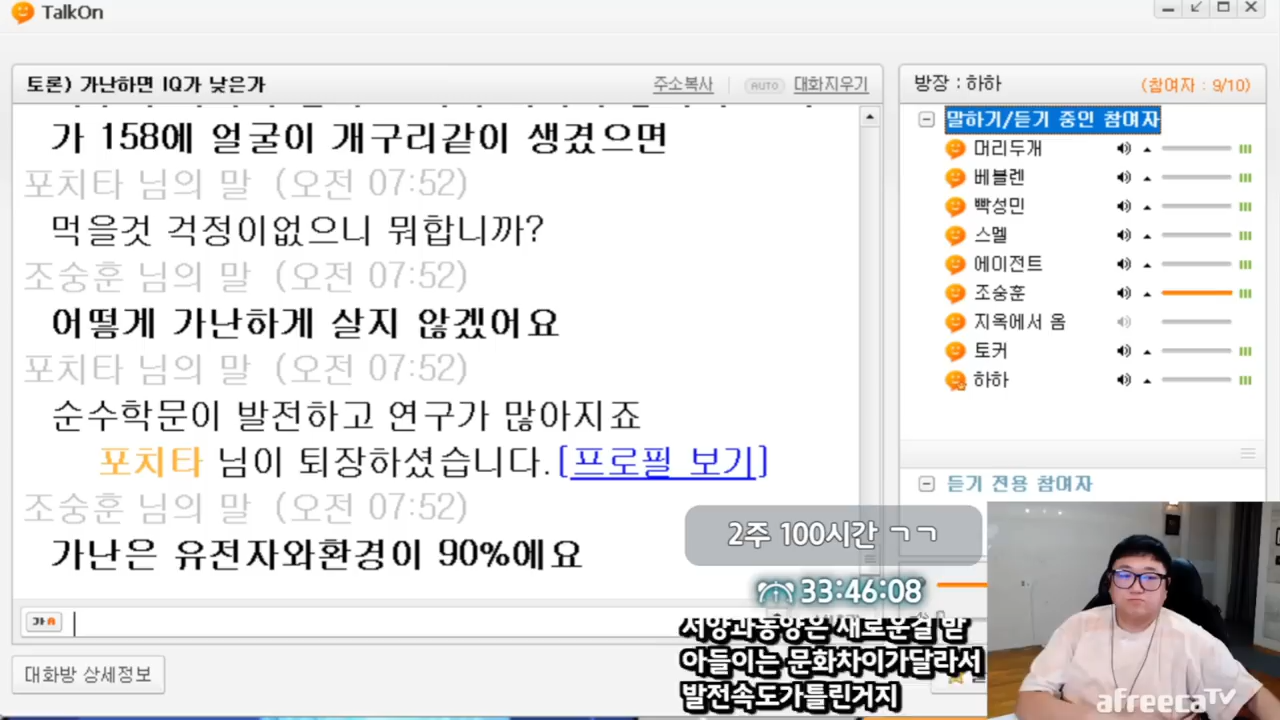 TalkOn
토론) 가난하면 IQ가 낮은가
주소복사
AUTO
대화지우기
가 158에 얼굴이 개구리같이 생겼으면
포치타 님의 말 (오전 07:52)
먹을것 걱정이없으니 뭐합니까?
조숭훈 님의 말 (오전 07:52)
어떻게 가난하게 살지 않겠어요
포치타 님의 말 (오전 07:52)
순수학문이 발전하고 연구가 많아지죠
포치타 님이 퇴장하셨습니다.[프로필 보기]
조숭훈 님의 말 (오전 07:52)
가난은 유전자와환경이 90%에요
가
대화방 상세정보
방장 : 하하
(참여자 : 9/10)
말하기/듣기 중인 참여자
머리두개
베블렌
빡성민
스멜
에이전트
조숭훈
지옥에서 옴
토커
하하
듣기 전용 참여자
2주 100시간 ㄱㄱ
33:46:08
서양과동양은 새로운걸 받
아들이는 문화차이가달라서
발전속도가틀린거지
afreecaTV